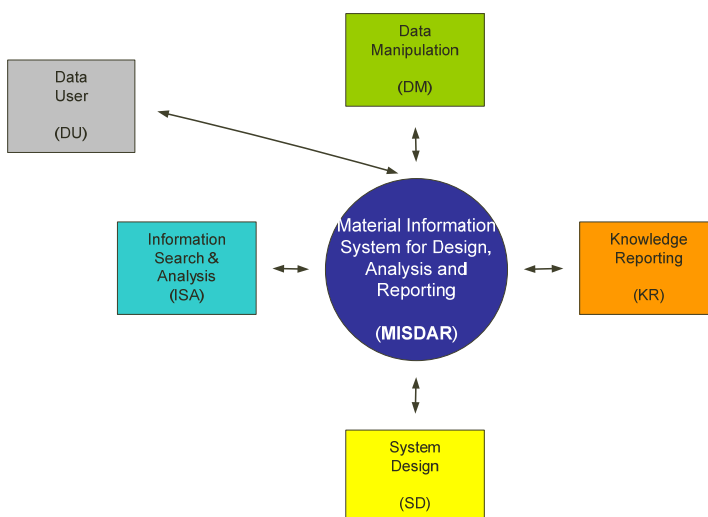 Data
Manipulation
(DM)
Data
User
(DU)
Material Information
System for Design,
Analysis and
Reporting
(MISDAR)
Information
Search &
Analysis
(ISA)
Knowledge
Reporting
(KR)
System
Design
(SD)